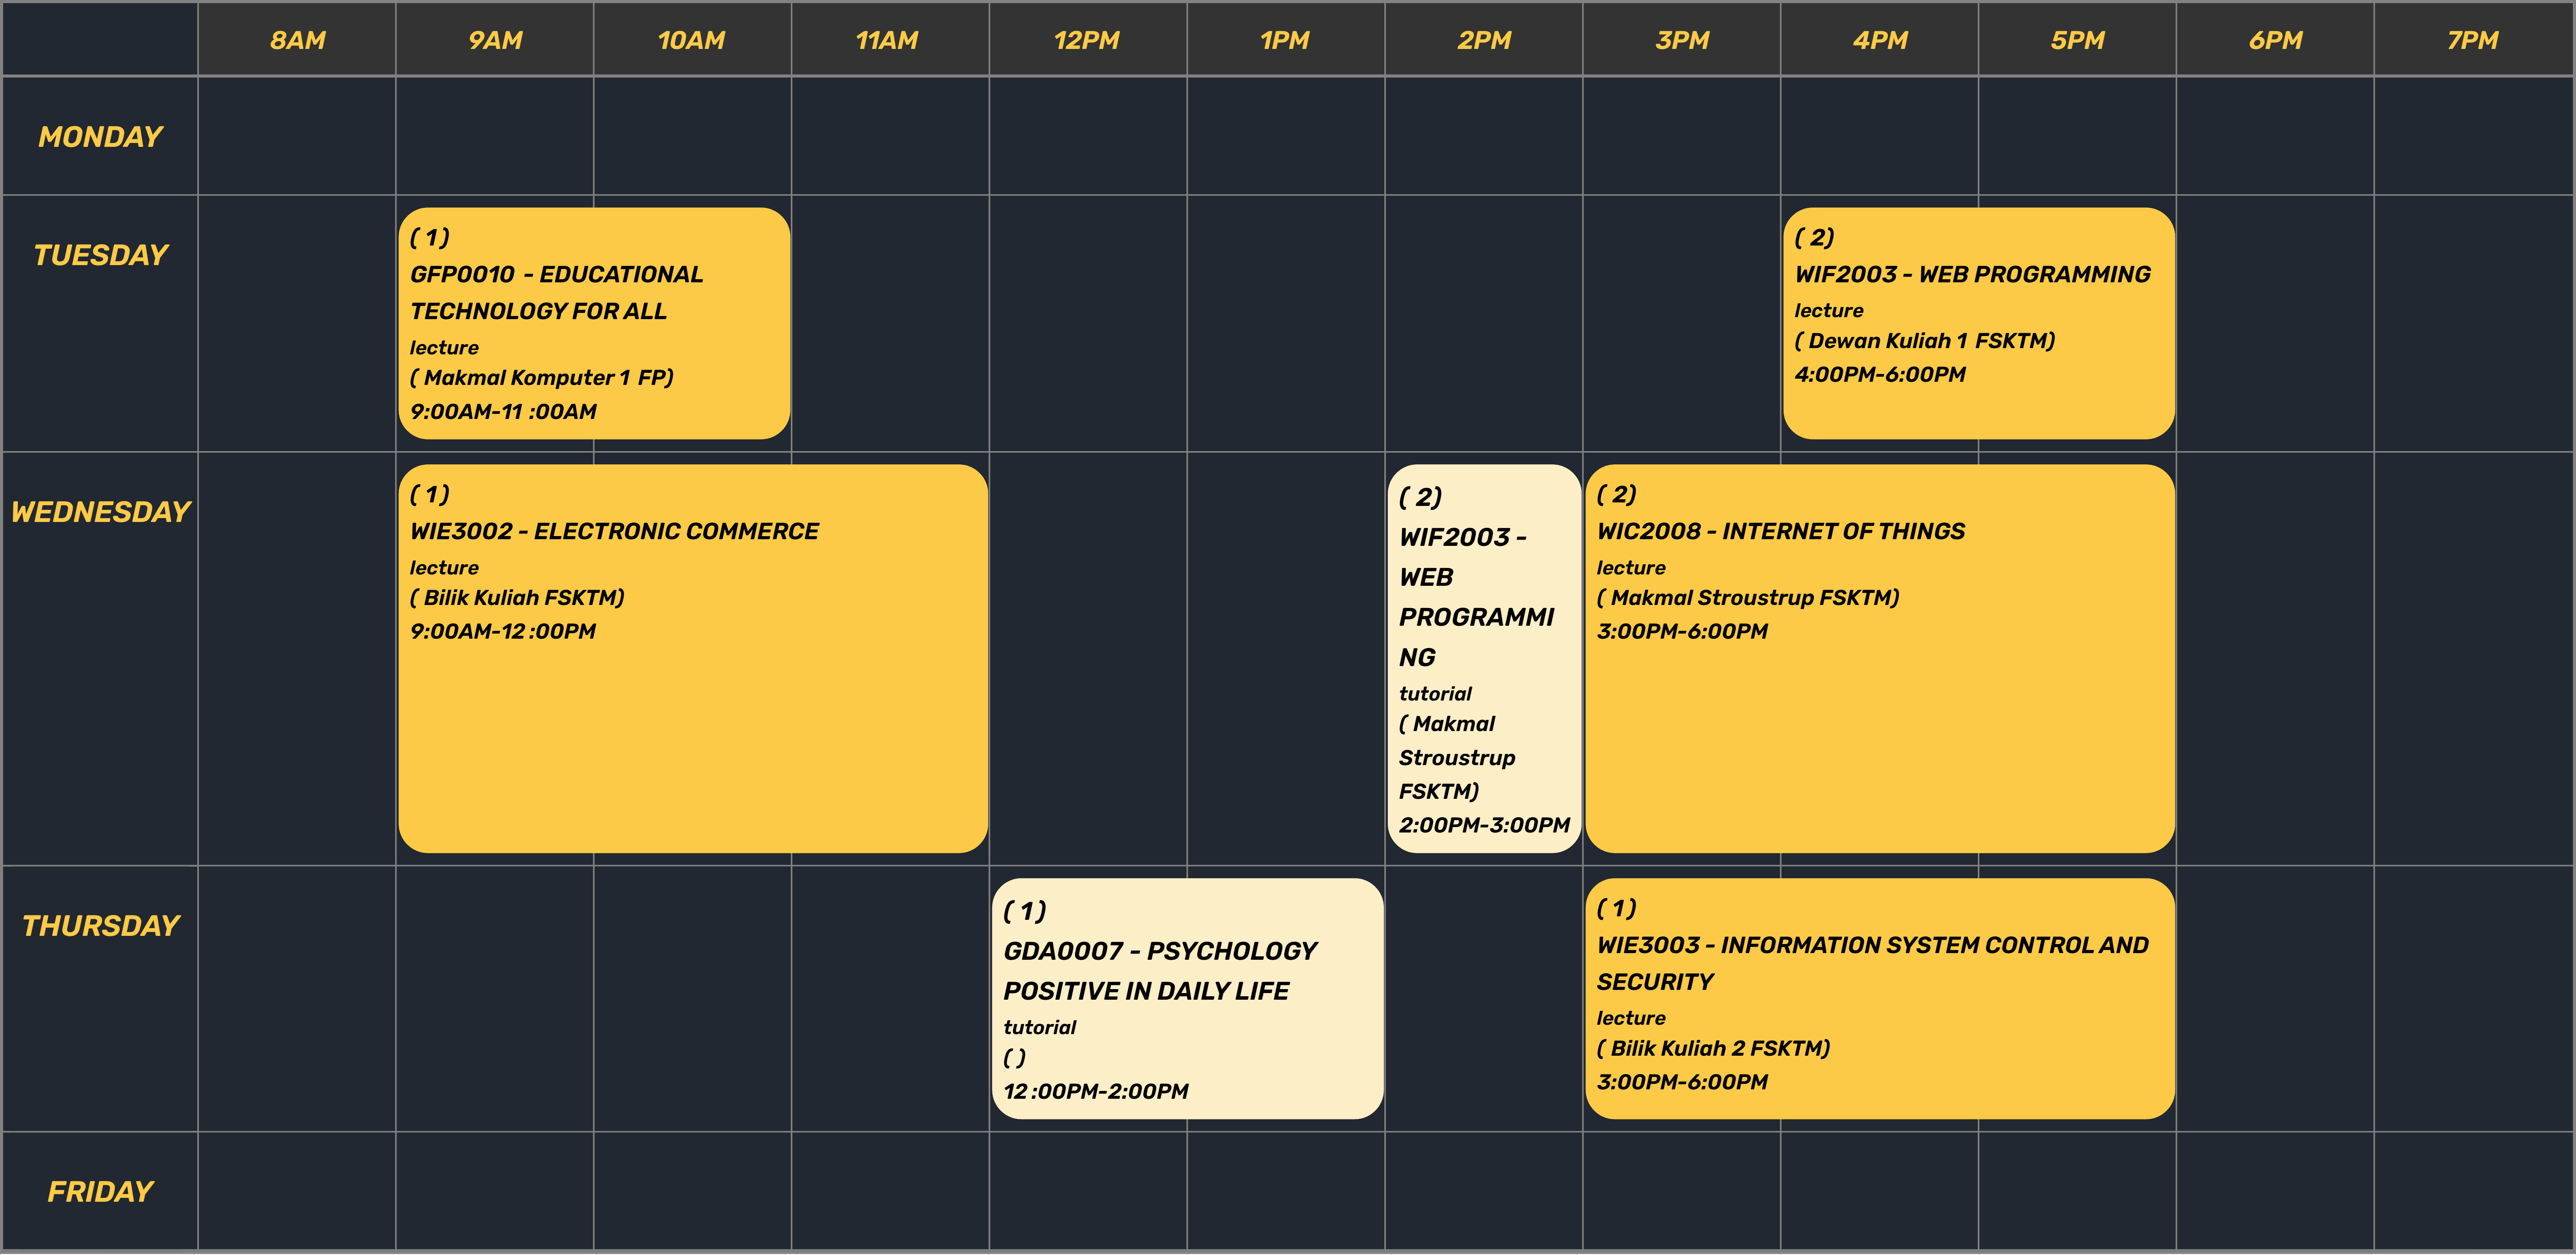 8AM 9AM 10AM 11AM 12PM 1PM 2PM 3PM 4PM 5PM 6PM 7PM
MONDAY
TUESDAY
( 1)
GFP0010 - EDUCATIONAL
TECHNOLOGY FOR ALL
lecture
( Makmal Komputer 1 FP)
9:00AM-11 :00AM
( 2)
WIF2003 - WEB PROGRAMMING
lecture
( Dewan Kuliah 1 FSKTM)
4:00PM-6:00PM
WEDNESDAY
( 1)
WIE3002 - ELECTRONIC COMMERCE
lecture
( Bilik Kuliah FSKTM)
9:00AM-12 :00PM
( 2)
WIF2003 -
WEB
PROGRAMMI
NG
tutorial
( Makmal
Stroustrup
FSKTM)
2:00PM-3:00PM
( 2)
WIC2008 - INTERNET OF THINGS
lecture
( Makmal Stroustrup FSKTM)
3:00PM-6:00PM
THURSDAY
( 1)
GDA0007 - PSYCHOLOGY
POSITIVE IN DAILY LIFE
tutorial
( )
12 :00PM-2:00PM
( 1)
WIE3003 - INFORMATION SYSTEM CONTROL AND
SECURITY
lecture
( Bilik Kuliah 2 FSKTM)
3:00PM-6:00PM
FRIDAY